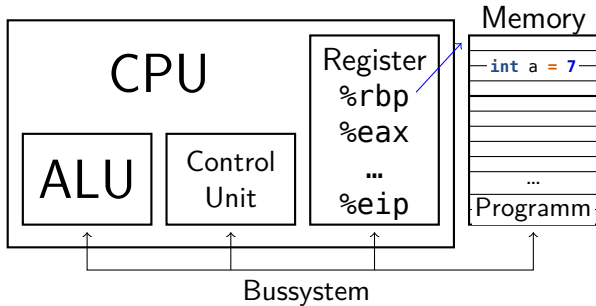 CPU
ALU
Control
Unit
Register
%rbp
%eax
…
%eip
Memory
int a = 7
...
Programm
Bussystem